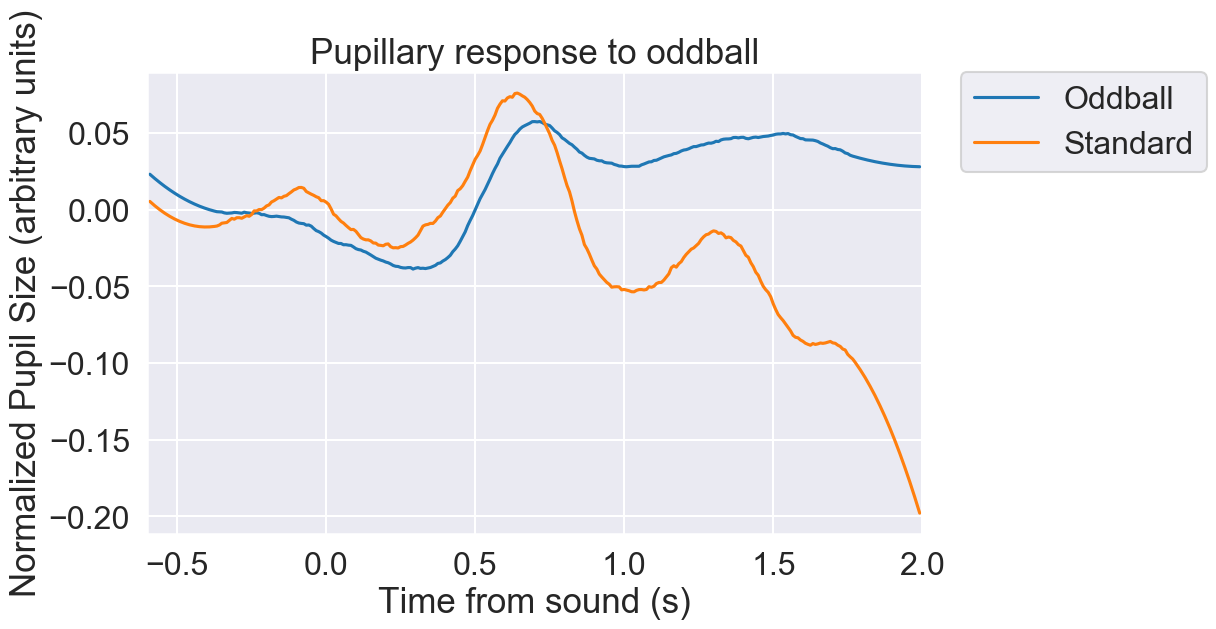 Pupillary response to oddball
Normalized Pupil Size (arbitrary units)
0.05
0.00
−0.05
−0.10
−0.15
−0.20
−0.5
0.0
0.5
1.0
1.5
2.0
Time from sound (s)
Oddball
Standard